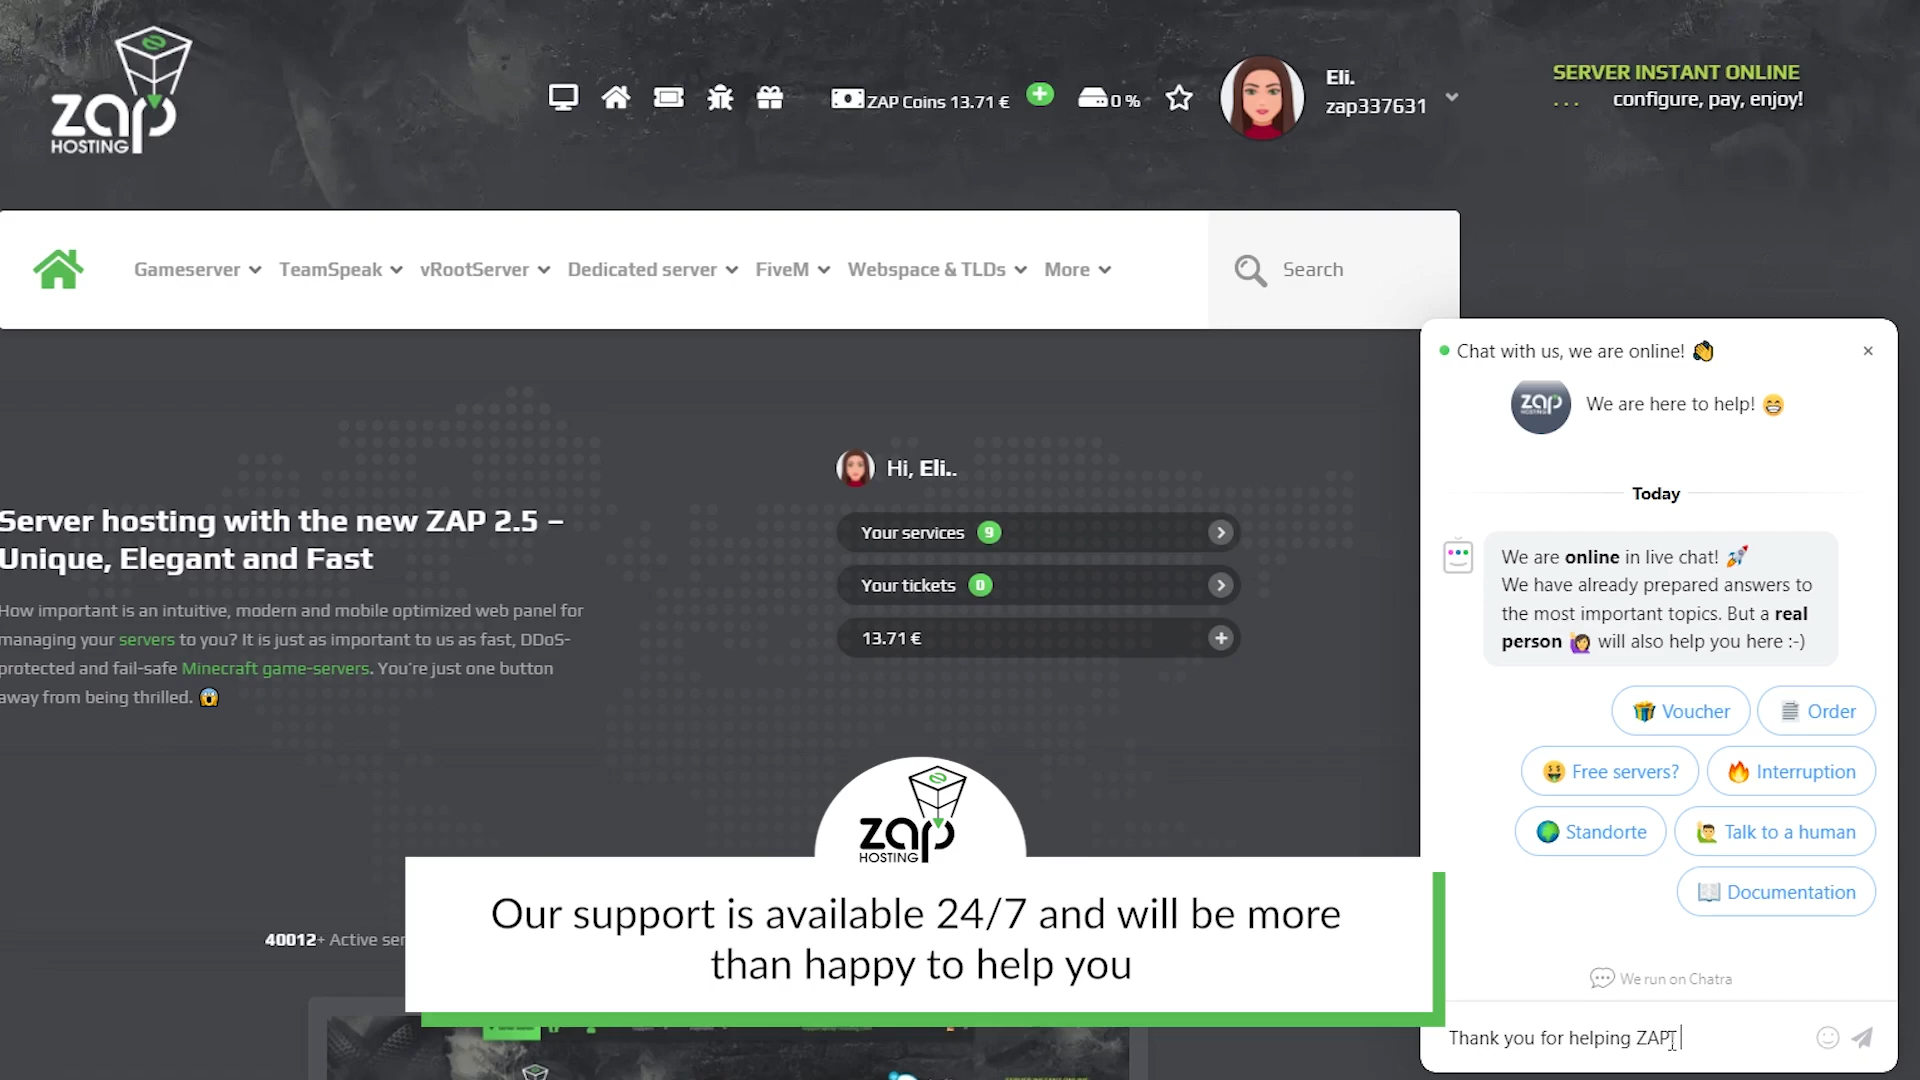 zap
HOSTING
ZAP Coins 13.71 €
0 %
Eli.
zap337631
SERVER INSTANT ONLINE
... configure, pay, enjoy!
Gameserver
TeamSpeak
vRootServer
Dedicated server
FiveM
Webspace & TLDs
More
Search
Server hosting with the new ZAP 2.5 –
Unique, Elegant and Fast
How important is an intuitive, modern and mobile optimized web panel for
managing your servers to you? It is just as important to us as fast, DDoS-
protected and fail-safe Minecraft game-servers. You're just one button
away from being thrilled. 😱
Hi, Eli..
Your services 9
Your tickets 0
13.71 €
40012+ Active ser
Chat with us, we are online! 👏
zap
HOSTING
We are here to help! 😁
Today
We are online in live chat! 🚀
We have already prepared answers to
the most important topics. But a real
person 🙋‍♀️ will also help you here :-)
Voucher
Order
Free servers?
Interruption
Standorte
Talk to a human
Documentation
We run on Chatra
Thank you for helping ZAP
zap
HOSTING
Our support is available 24/7 and will be more
than happy to help you